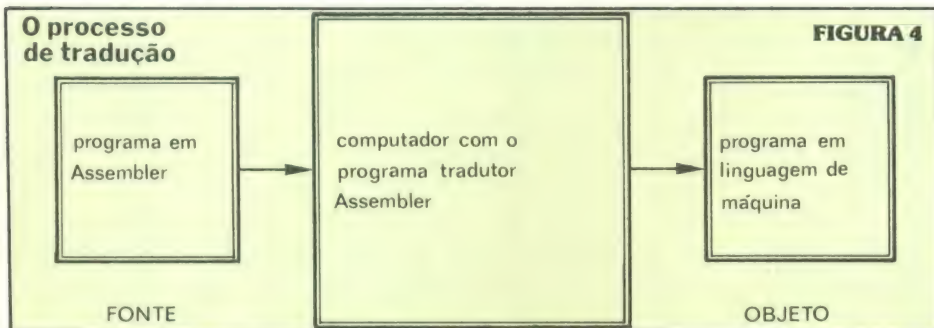 O processo
de tradução
FIGURA 4
programa em
Assembler
computador com o
programa tradutor
Assembler
programa em
linguagem de
máquina
FONTE
OBJETO